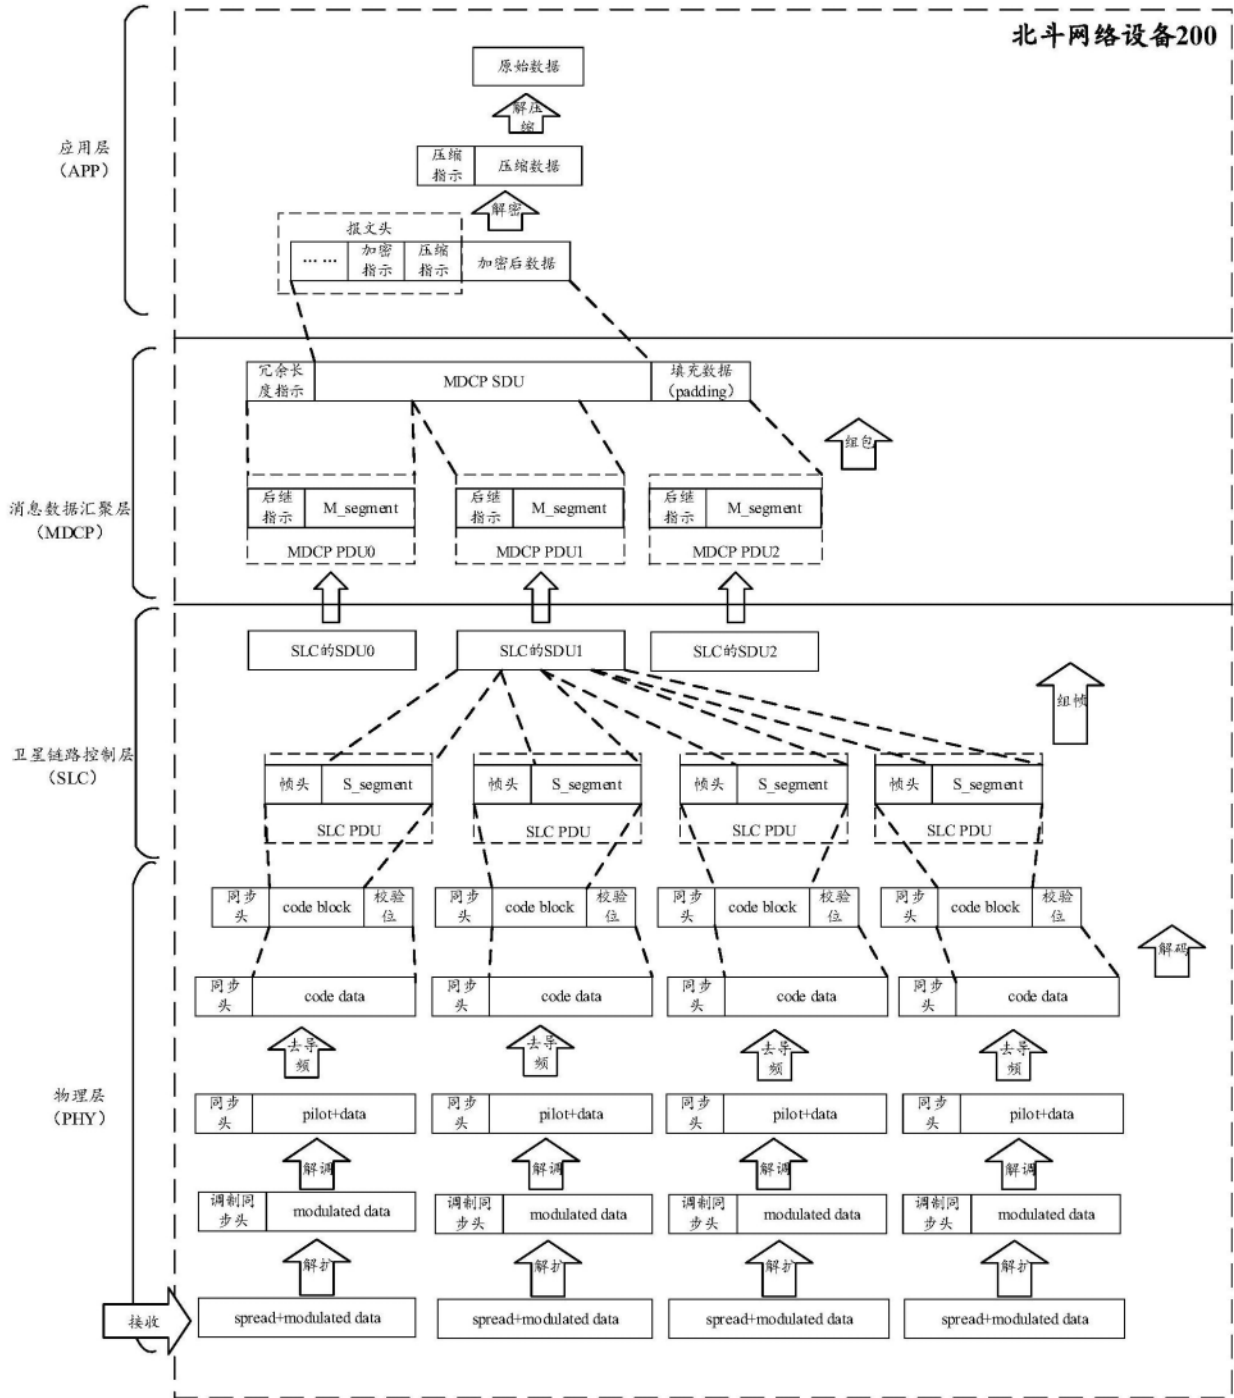 北斗网络设备200
原始数据
解压
缩
应用层
（APP）
压缩
指示
压缩数据
解密
报文头
... ...
加密
指示
压缩
指示
加密后数据
冗余长
度指示
MDCP SDU
填充数据
（padding）
组包
消息数据汇聚层
（MDCP）
后继
指示
M_segment
后继
指示
M_segment
后继
指示
M_segment
MDCP PDU0
MDCP PDU1
MDCP PDU2
SLC的SDU0
SLC的SDU1
SLC的SDU2
组帧
卫星链路控制层
（SLC）
帧头
S_segment
帧头
S_segment
帧头
S_segment
帧头
S_segment
SLC PDU
SLC PDU
SLC PDU
SLC PDU
同步
头
code block
校验
位
同步
头
code block
校验
位
同步
头
code block
校验
位
同步
头
code block
校验
位
解码
同步
头
code data
同步
头
code data
同步
头
code data
同步
头
code data
去导
频
去导
频
去导
频
去导
频
物理层
（PHY）
同步
头
pilot+data
同步
头
pilot+data
同步
头
pilot+data
同步
头
pilot+data
解调
解调
解调
解调
调制同
步头
modulated data
调制同
步头
modulated data
调制同
步头
modulated data
调制同
步头
modulated data
解扩
解扩
解扩
解扩
接收
spread+modulated data
spread+modulated data
spread+modulated data
spread+modulated data